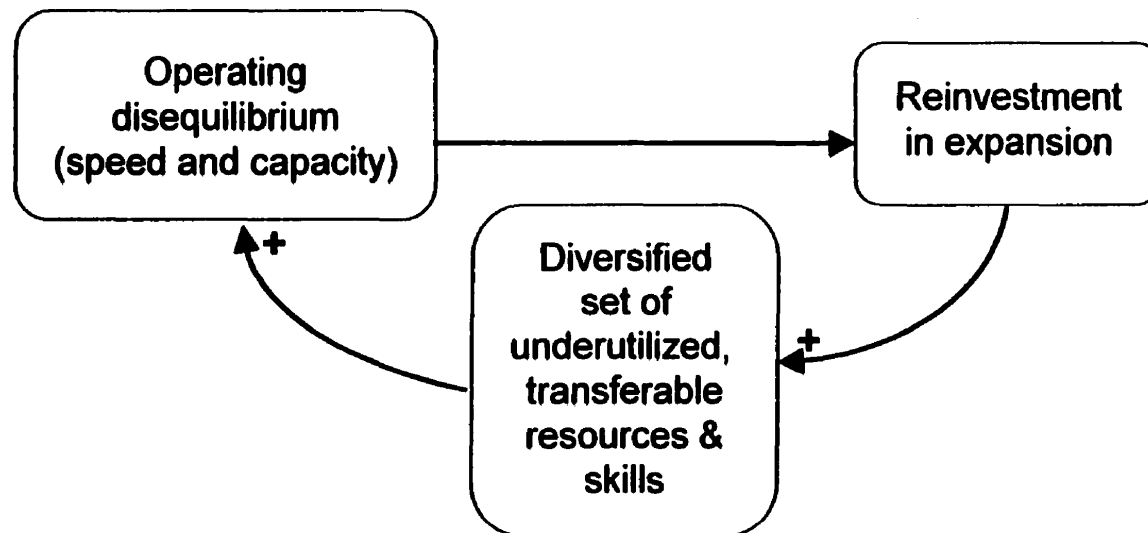 Operating
disequilibrium
(speed and capacity)
Reinvestment
in expansion
+
Diversified
set of
underutilized,
transferable
resources &
skills
+